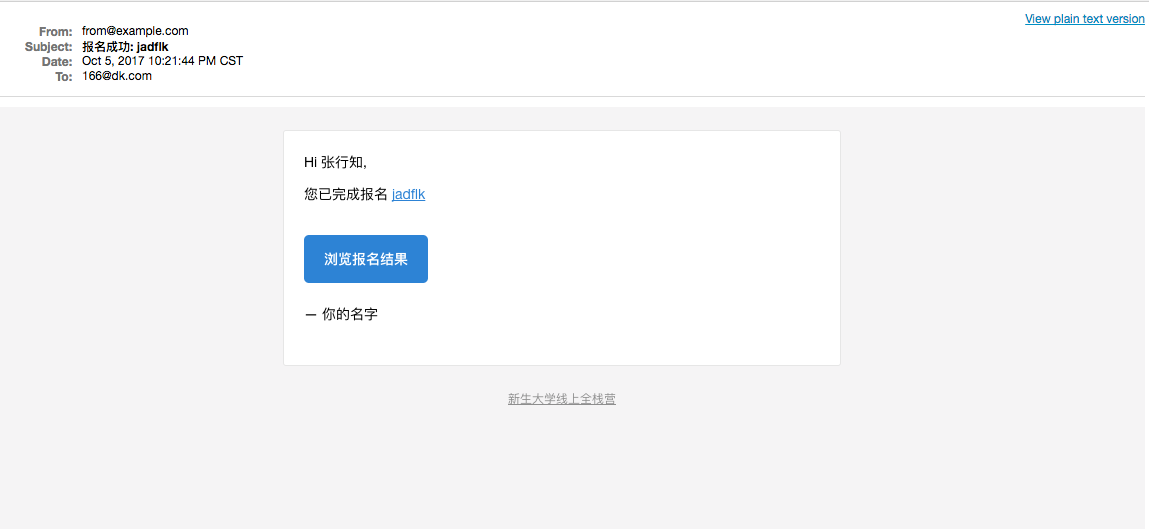 View plain text version
From: from@example.com
Subject: 报名成功: jadflk
Date: Oct 5, 2017 10:21:44 PM CST
To: 166@dk.com
Hi 张行知,
您已完成报名 jadflk
浏览报名结果
— 你的名字
新生大学线上全栈营